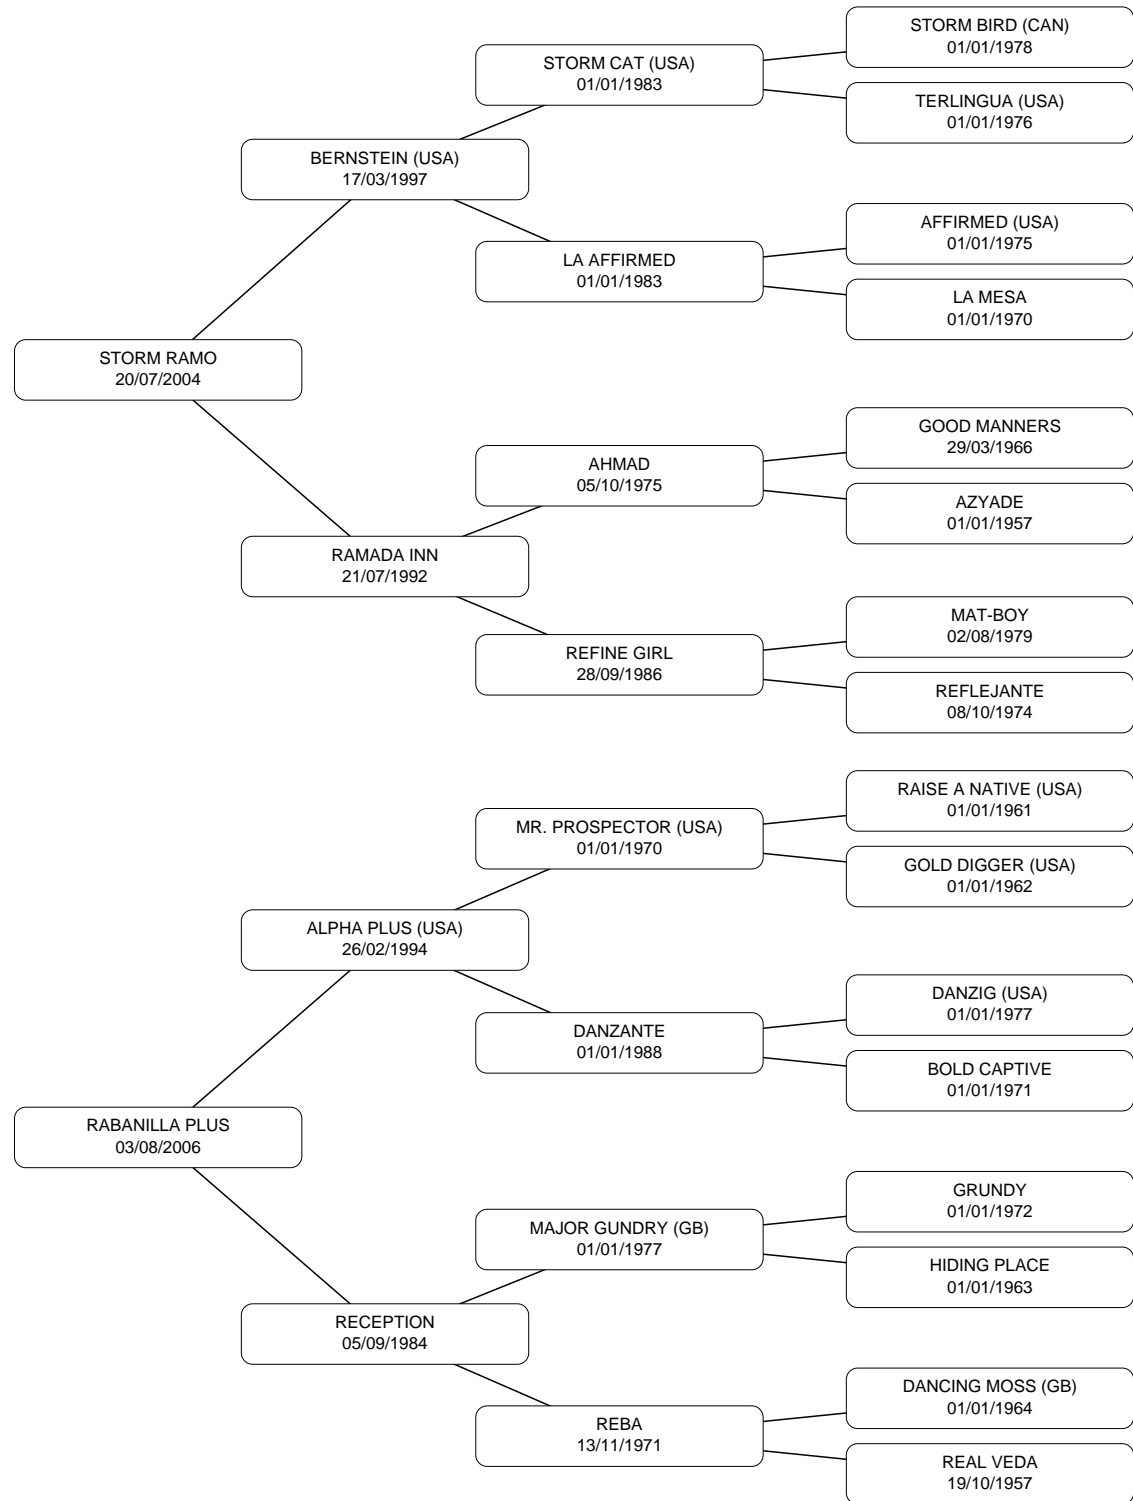 STORM BIRD (CAN)
01/01/1978
STORM CAT (USA)
01/01/1983
TERLINGUA (USA)
01/01/1976
BERNSTEIN (USA)
17/03/1997
AFFIRMED (USA)
01/01/1975
LA AFFIRMED
01/01/1983
LA MESA
01/01/1970
STORM RAMO
20/07/2004
GOOD MANNERS
29/03/1966
AHMAD
05/10/1975
AZYADE
01/01/1957
RAMADA INN
21/07/1992
MAT-BOY
02/08/1979
REFINE GIRL
28/09/1986
REFLEJANTE
08/10/1974
RAISE A NATIVE (USA)
01/01/1961
MR. PROSPECTOR (USA)
01/01/1970
GOLD DIGGER (USA)
01/01/1962
ALPHA PLUS (USA)
26/02/1994
DANZIG (USA)
01/01/1977
DANZANTE
01/01/1988
BOLD CAPTIVE
01/01/1971
RABANILLA PLUS
03/08/2006
GRUNDY
01/01/1972
MAJOR GUNDRY (GB)
01/01/1977
HIDING PLACE
01/01/1963
RECEPTION
05/09/1984
DANCING MOSS (GB)
01/01/1964
REBA
13/11/1971
REAL VEDA
19/10/1957